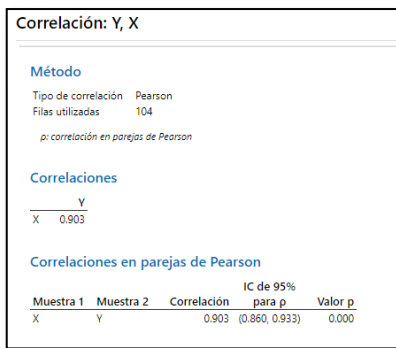 Correlación: Y, X
Método
Tipo de correlación Pearson
Filas utilizadas 104
ρ: correlación en parejas de Pearson
Correlaciones
Y
X 0.903
Correlaciones en parejas de Pearson
IC de 95%
Muestra 1 Muestra 2 Correlación para ρ Valor p
X Y 0.903 (0.860, 0.933) 0.000